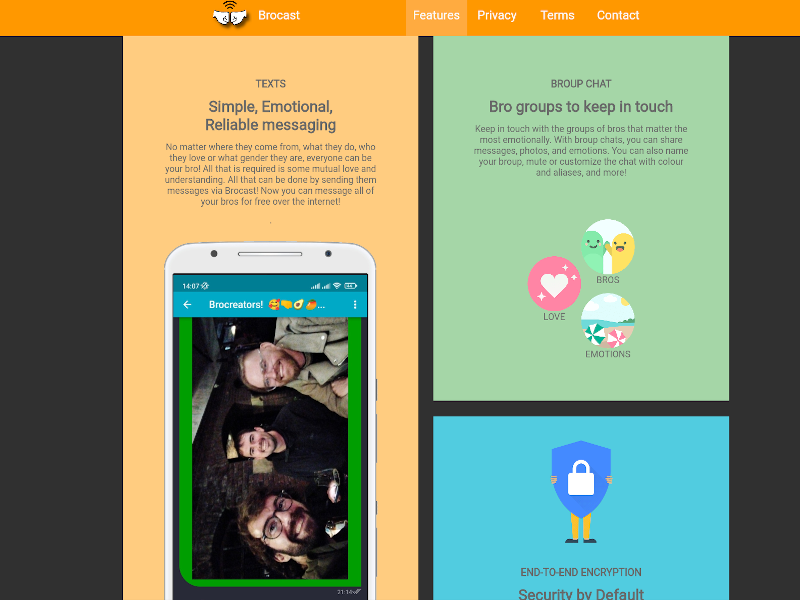 Brocast
Features
Privacy
Terms
Contact
TEXTS
Simple, Emotional,
Reliable messaging
No matter where they come from, what they do, who
they love or what gender they are, everyone can be
your bro! All that is required is some mutual love and
understanding. All that can be done by sending them
messages via Brocast! Now you can message all of
your bros for free over the internet!
14:07
Brocreators! 🥰🤜🥑🥭...
21:14
BROUP CHAT
Bro groups to keep in touch
Keep in touch with the groups of bros that matter the
most emotionally. With broup chats, you can share
messages, photos, and emotions. You can also name
your broup, mute or customize the chat with colour
and aliases, and more!
BROS
LOVE
EMOTIONS
END-TO-END ENCRYPTION
Security by Default